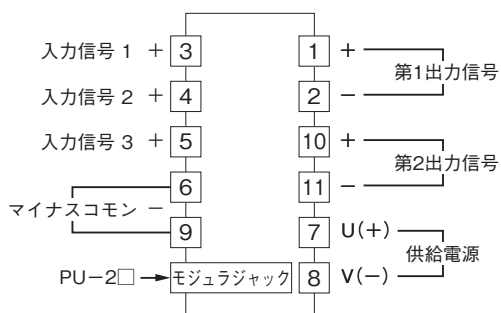 入力信号 1 + 3
入力信号 2 + 4
入力信号 3 + 5
6
マイナスコモン −
9
PU−2□ モジュラジャック
1 +
第1出力信号
2 −
10 +
第2出力信号
11 −
7 U(+)
供給電源
8 V(−)